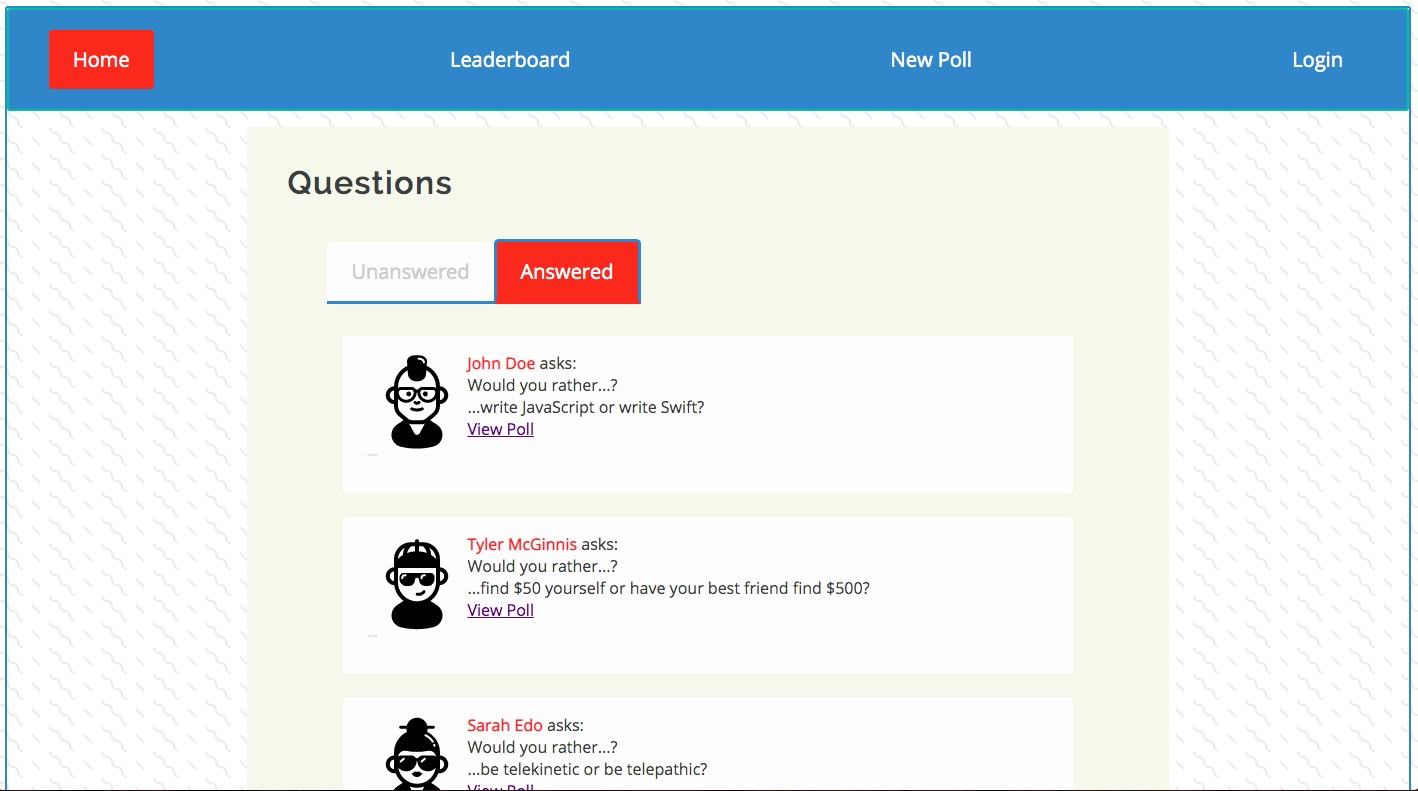 Home Leaderboard New Poll Login
Questions
Unanswered Answered
John Doe asks:
Would you rather...?
...write JavaScript or write Swift?
View Poll
Tyler McGinnis asks:
Would you rather...?
...find $50 yourself or have your best friend find $500?
View Poll
Sarah Edo asks:
Would you rather...?
...be telekinetic or be telepathic?
View Poll